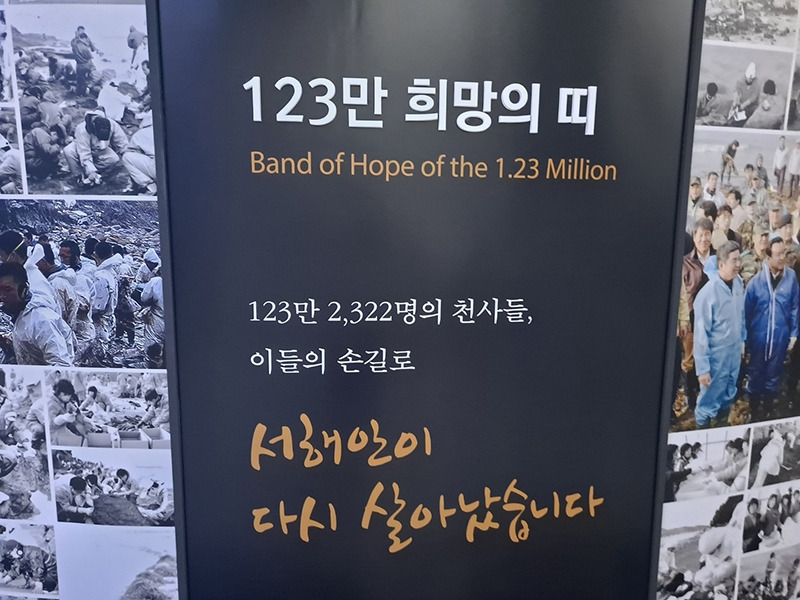 123만 희망의 띠
Band of Hope of the 1.23 Million
123만 2,322명의 천사들,
이들의 손길로
서해안이
다시 살아났습니다